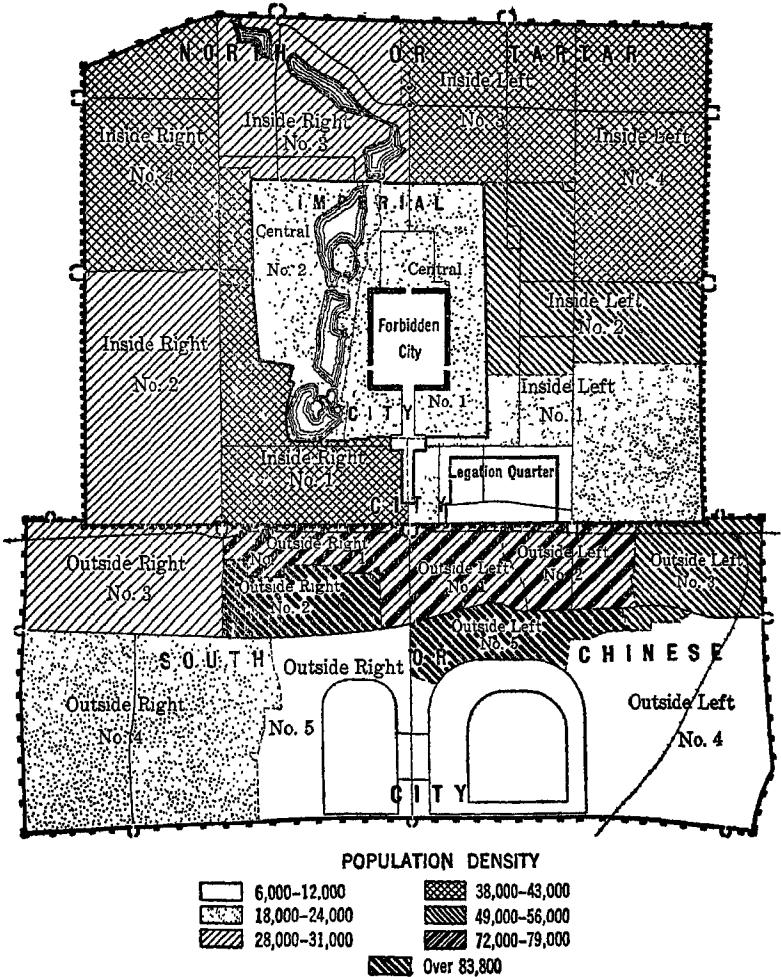 NORTH OR TARTAR
Inside Left
No. 3
Inside Right
No. 3
Inside Right
No. 4
Inside Left
No. 4
IMPERIAL
Central
No. 2
Central
No. 1
Forbidden
City
Inside Left
No. 2
Inside Right
No. 2
Inside Left
No. 1
CITY
Inside Right
No. 1
Legation Quarter
CITY
Outside Right
No. 1
Outside Left
No. 1
Outside Left
No. 2
Outside Left
No. 3
Outside Right
No. 3
Outside Right
No. 2
Outside Left
No. 5
SOUTH OR CHINESE
Outside Right
No. 5
Outside Right
No. 4
Outside Left
No. 4
CITY
POPULATION DENSITY
6,000-12,000
18,000-24,000
28,000-31,000
38,000-43,000
49,000-56,000
72,000-79,000
Over 83,800